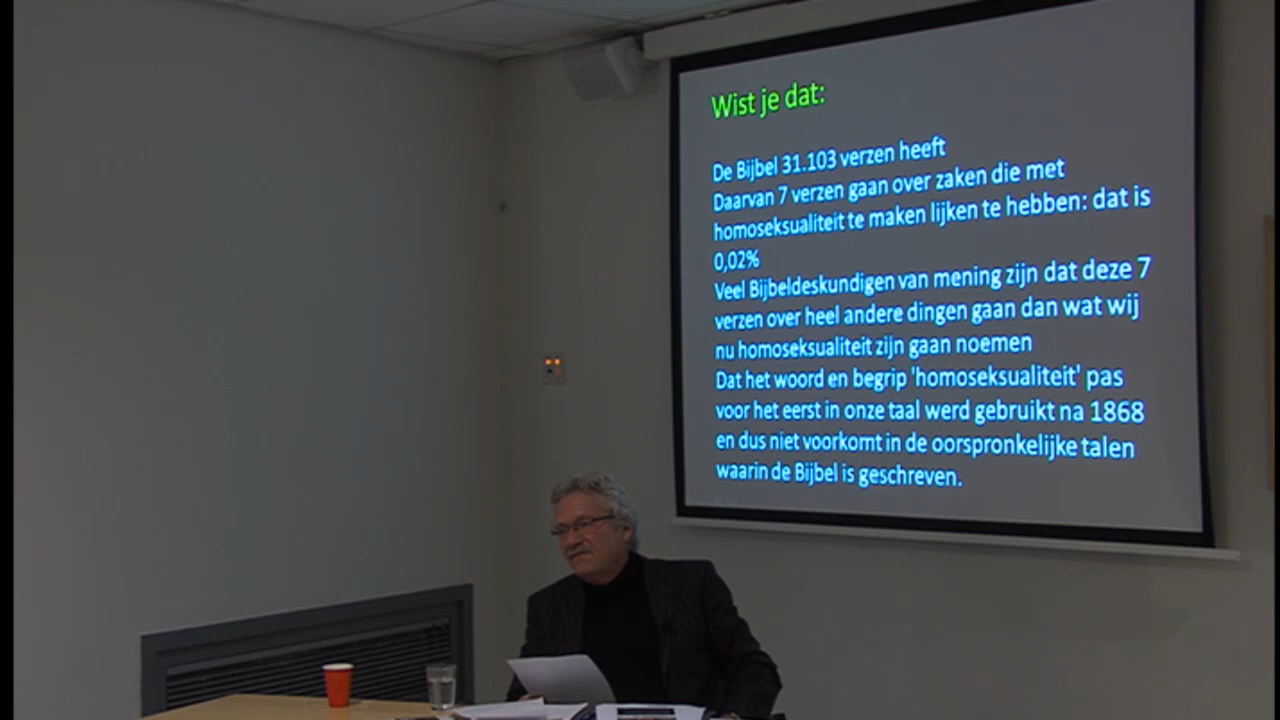 Wist je dat:
De Bijbel 31.103 verzen heeft
Daarvan 7 verzen gaan over zaken die met
homoseksualiteit te maken lijken te hebben: dat is
0,02%
Veel Bijbeldeskundigen van mening zijn dat deze 7
verzen over heel andere dingen gaan dan wat wij
nu homoseksualiteit zijn gaan noemen
Dat het woord en begrip 'homoseksualiteit' pas
voor het eerst in onze taal werd gebruikt na 1868
en dus niet voorkomt in de oorspronkelijke talen
waarin de Bijbel is geschreven.